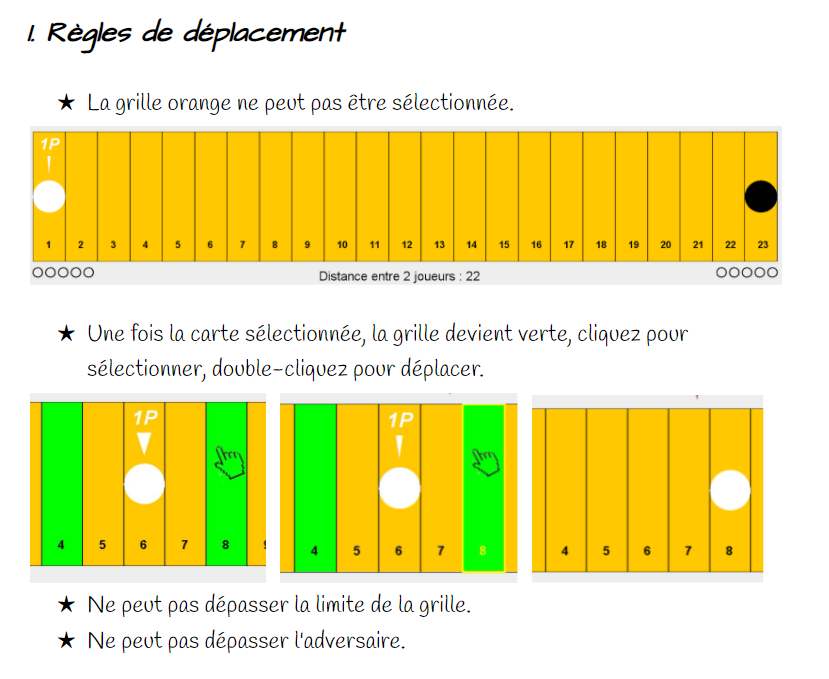 1. Règles de déplacement
★ La grille orange ne peut pas être sélectionnée.
1P
1 2 3 4 5 6 7 8 9 10 11 12 13 14 15 16 17 18 19 20 21 22 23
Distance entre 2 joueurs : 22
★ Une fois la carte sélectionnée, la grille devient verte, cliquez pour
sélectionner, double-cliquez pour déplacer.
1P
4 5 6 7 8
1P
4 5 6 7 8
4 5 6 7 8
★ Ne peut pas dépasser la limite de la grille.
★ Ne peut pas dépasser l'adversaire.